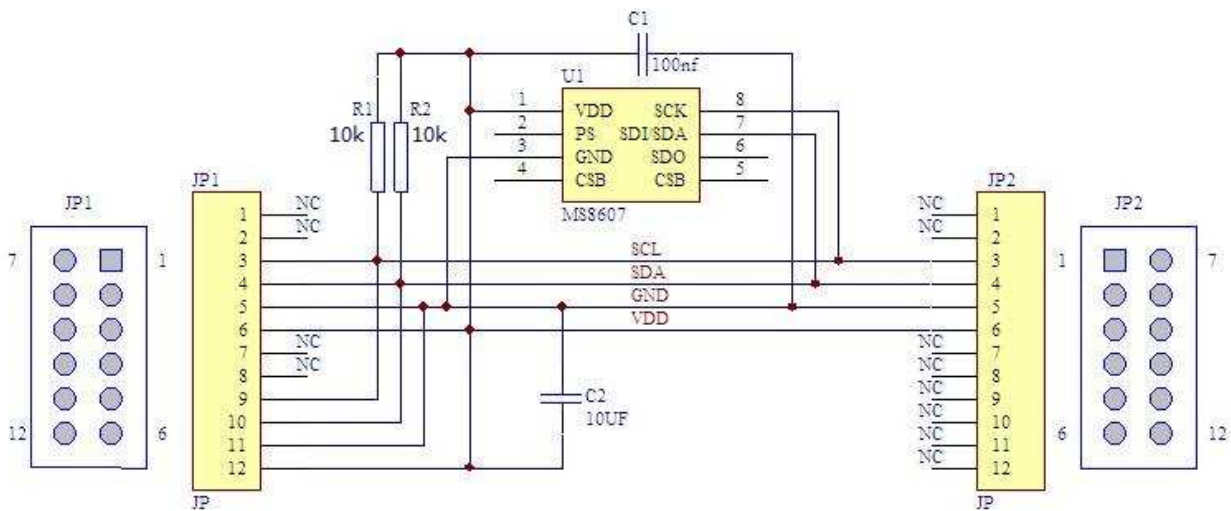 C1
100nf
U1
1 VDD SCK 8
2 PS SDI/SDA 7
3 GND SDO 6
4 CSB CSB 5
MS8607
R1 R2
10k 10k
JP1
7 1
12 6
JP1
1 NC
2 NC
3
4
5
6
7 NC
8 NC
9
10
11
12
JP
SCL
SDA
GND
VDD
C2
10UF
JP2
NC 1
NC 2
3
4
5
6
NC 7
NC 8
NC 9
NC 10
NC 11
NC 12
JP
JP2
1 7
6 12